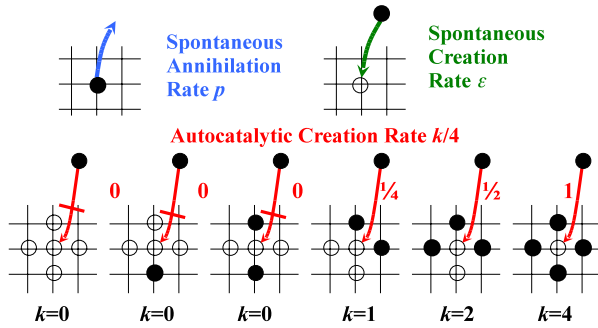 Spontaneous
Annihilation
Rate p
Spontaneous
Creation
Rate ε
Autocatalytic Creation Rate k/4
0 0 0 ¼ ½ 1
k=0 k=0 k=0 k=1 k=2 k=4